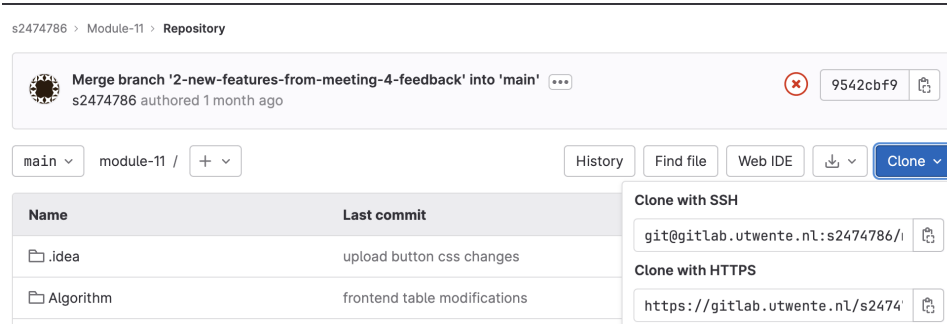 s2474786 > Module-11 > Repository
Merge branch '2-new-features-from-meeting-4-feedback' into 'main' •••
s2474786 authored 1 month ago
9542cbf9
main module-11 / +
History Find file Web IDE Clone
Clone with SSH
git@gitlab.utwente.nl:s2474786/
Clone with HTTPS
https://gitlab.utwente.nl/s2474
Name Last commit
.idea upload button css changes
Algorithm frontend table modifications